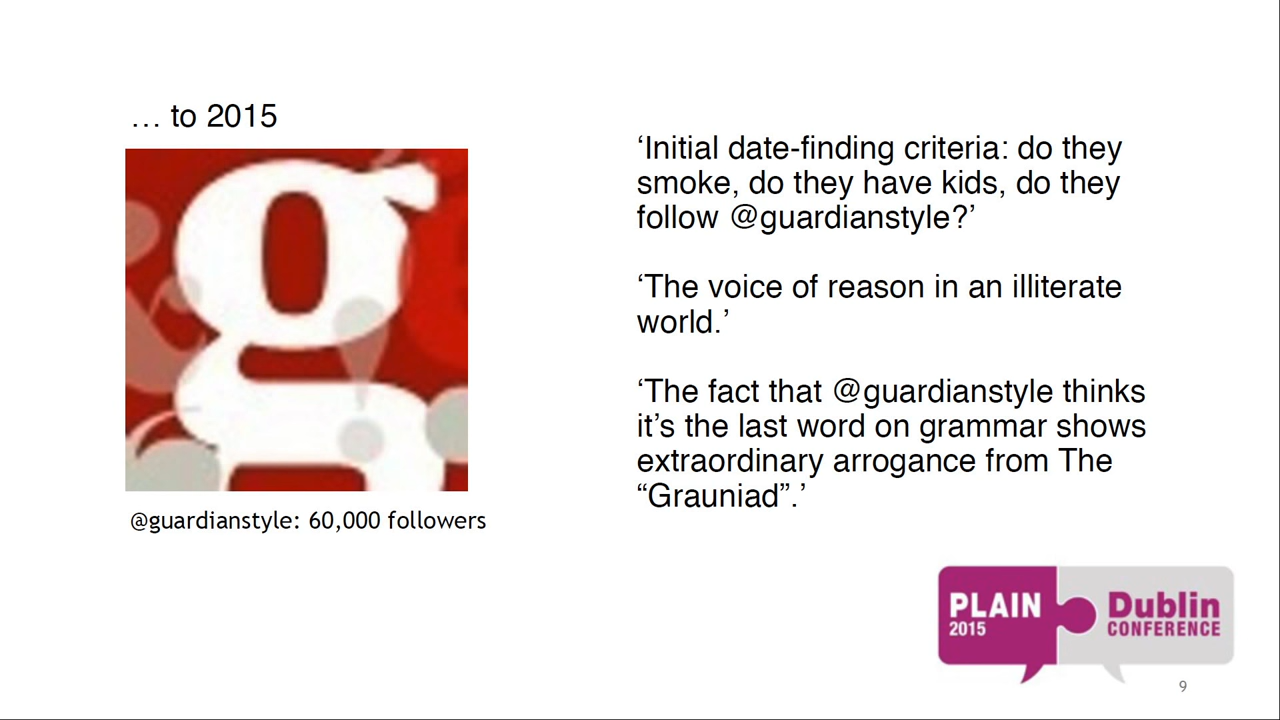 … to 2015
g
@guardianstyle: 60,000 followers
‘Initial date-finding criteria: do they
smoke, do they have kids, do they
follow @guardianstyle?’
‘The voice of reason in an illiterate
world.’
‘The fact that @guardianstyle thinks
it’s the last word on grammar shows
extraordinary arrogance from The
“Grauniad”.’
PLAIN
2015
Dublin
CONFERENCE
9